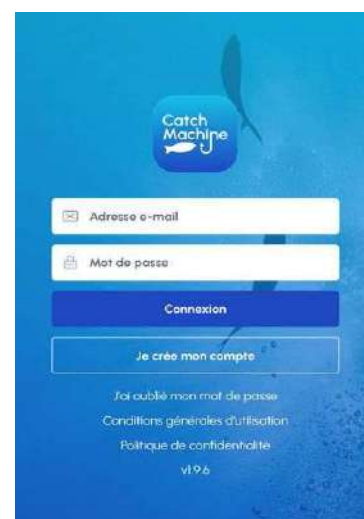 Catch
Machine
Adresse e-mail
Mot de passe
Connexion
Je crée mon compte
J'ai oublié mon mot de passe
Conditions générales d'utilisation
Politique de confidentialité
v1.9.6